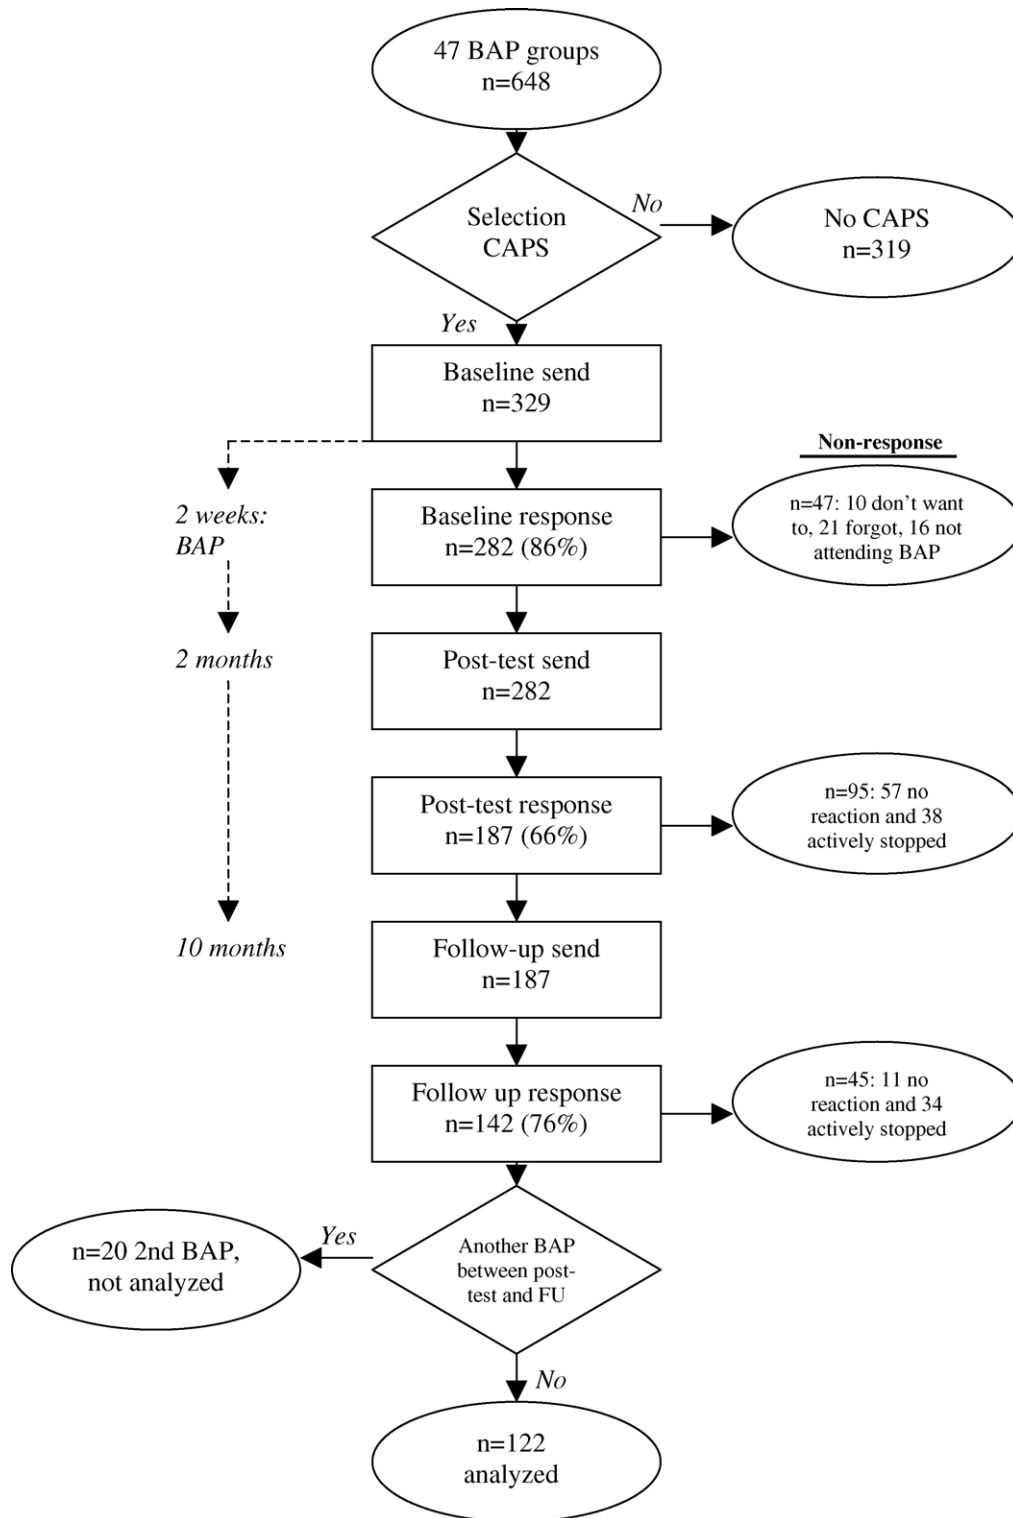 47 BAP groups
n=648
Selection
CAPS
No
No CAPS
n=319
Yes
Baseline send
n=329
Non-response
2 weeks:
BAP
Baseline response
n=282 (86%)
n=47: 10 don't want
to, 21 forgot, 16 not
attending BAP
2 months
Post-test send
n=282
Post-test response
n=187 (66%)
n=95: 57 no
reaction and 38
actively stopped
10 months
Follow-up send
n=187
Follow up response
n=142 (76%)
n=45: 11 no
reaction and 34
actively stopped
Yes
n=20 2nd BAP,
not analyzed
Another BAP
between post-
test and FU
No
n=122
analyzed